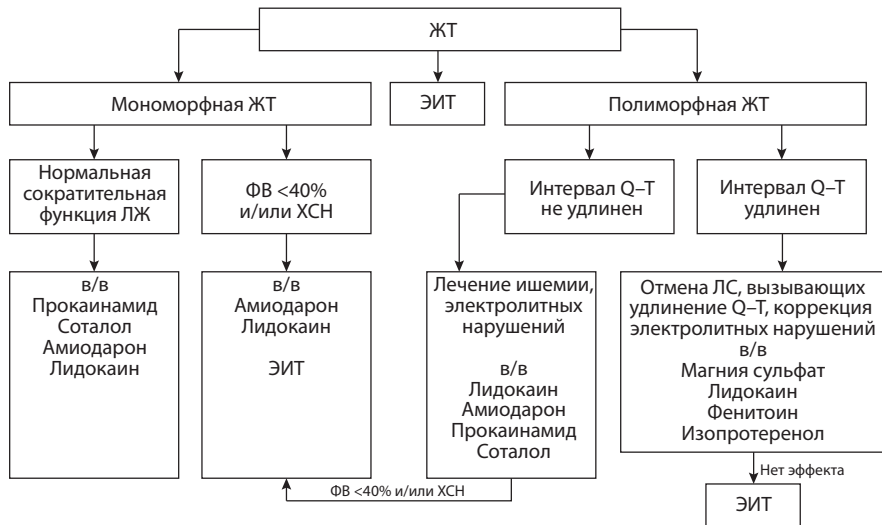 ЖТ
Мономорфная ЖТ
ЭИТ
Полиморфная ЖТ
Нормальная
сократительная
функция ЛЖ
ФВ <40%
и/или ХСН
Интервал Q–T
не удлинен
Интервал Q–T
удлинен
в/в
Прокаинамид
Соталол
Амиодарон
Лидокаин
в/в
Амиодарон
Лидокаин
ЭИТ
Лечение ишемии,
электролитных
нарушений
в/в
Лидокаин
Амиодарон
Прокаинамид
Соталол
Отмена ЛС, вызывающих
удлинение Q–T, коррекция
электролитных нарушений
в/в
Магния сульфат
Лидокаин
Фенитоин
Изопротеренол
ФВ <40% и/или ХСН
Нет эффекта
ЭИТ